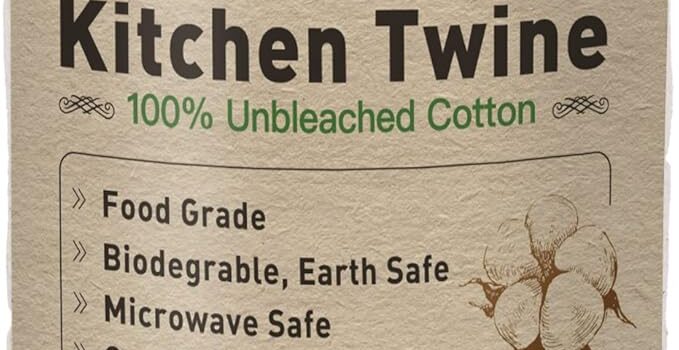 Kitchen Twine
100% Unbleached Cotton
» Food Grade
» Biodegrable, Earth Safe
» Microwave Safe
»